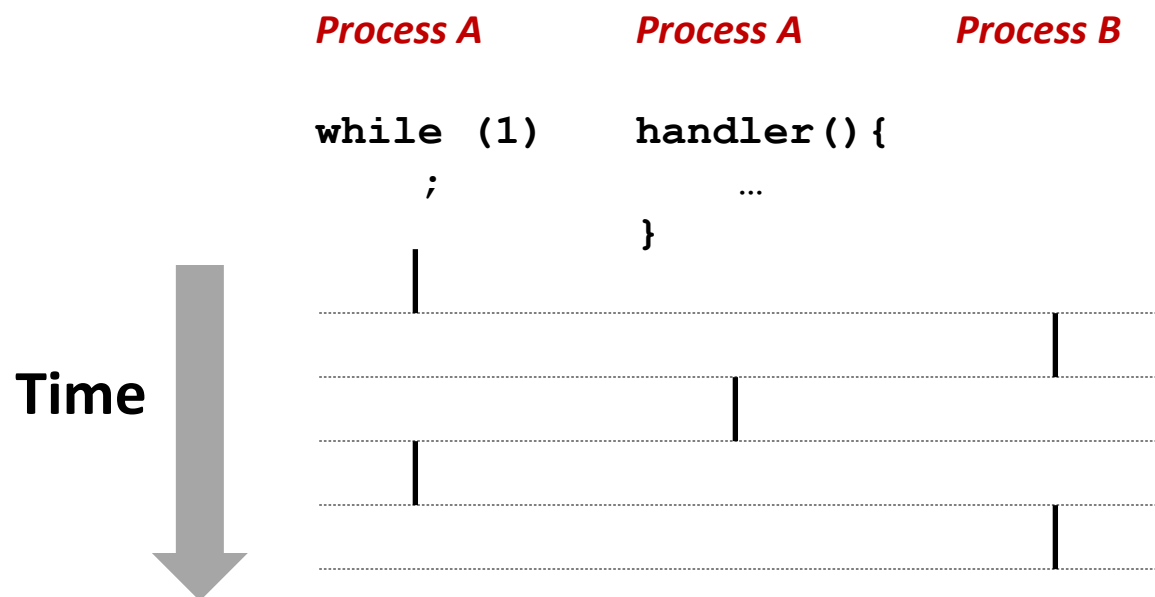 Process A Process A Process B
while (1) handler(){
; …
}
Time